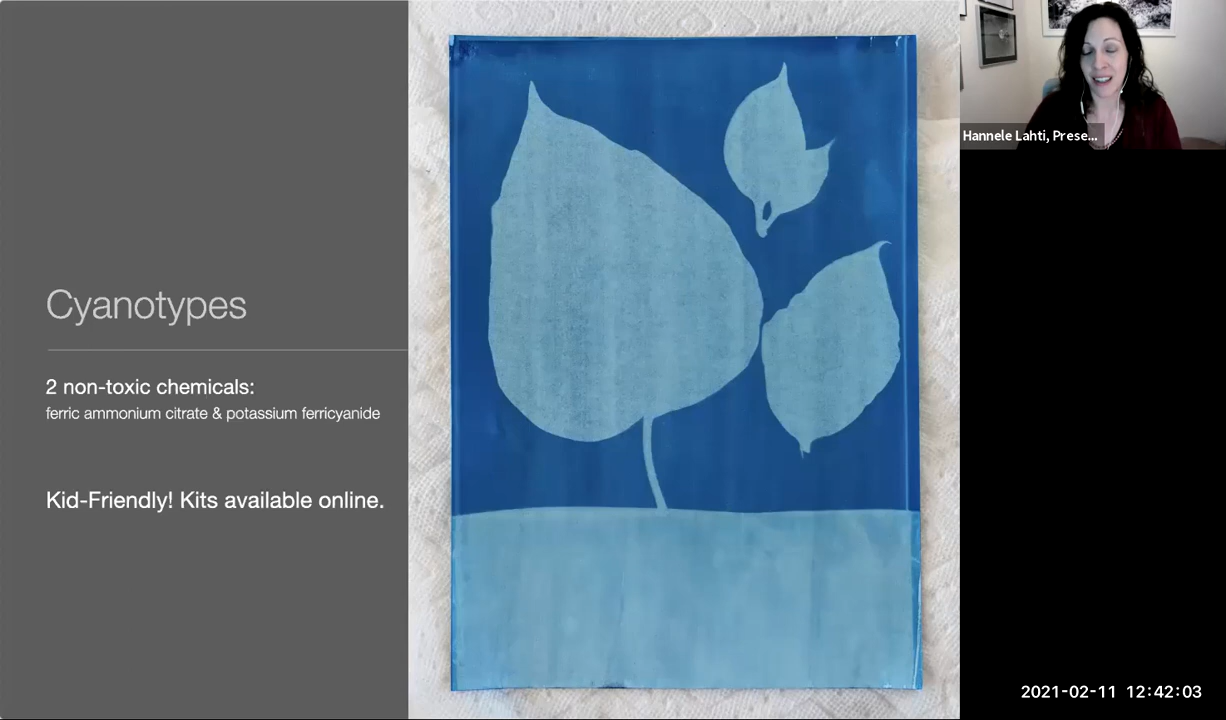 Cyanotypes
2 non-toxic chemicals:
ferric ammonium citrate & potassium ferricyanide
Kid-Friendly! Kits available online.
Hannele Lahti, Prese...
2021-02-11 12:42:03